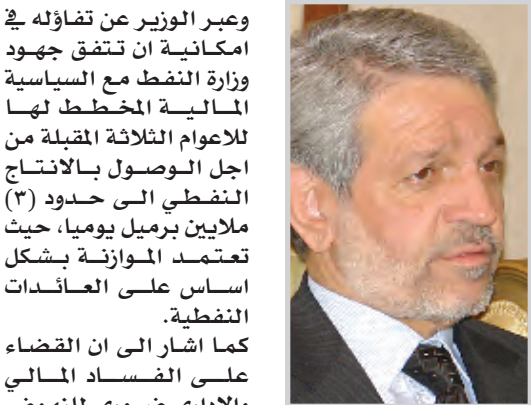 وعبر الوزير عن تفاؤله في
امكانية ان تتفق جهود
وزارة النفط مع السياسية
المالية المخطط لها
للاعوام الثلاثة المقبلة من
اجل الوصول بالانتاج
النفطي الى حدود (٣)
ملايين برميل يوميا، حيث
تعتمد الموازنة بشكل
اساس على العائدات
النفطية.
كما اشار الى ان القضاء
على الفساد المالي